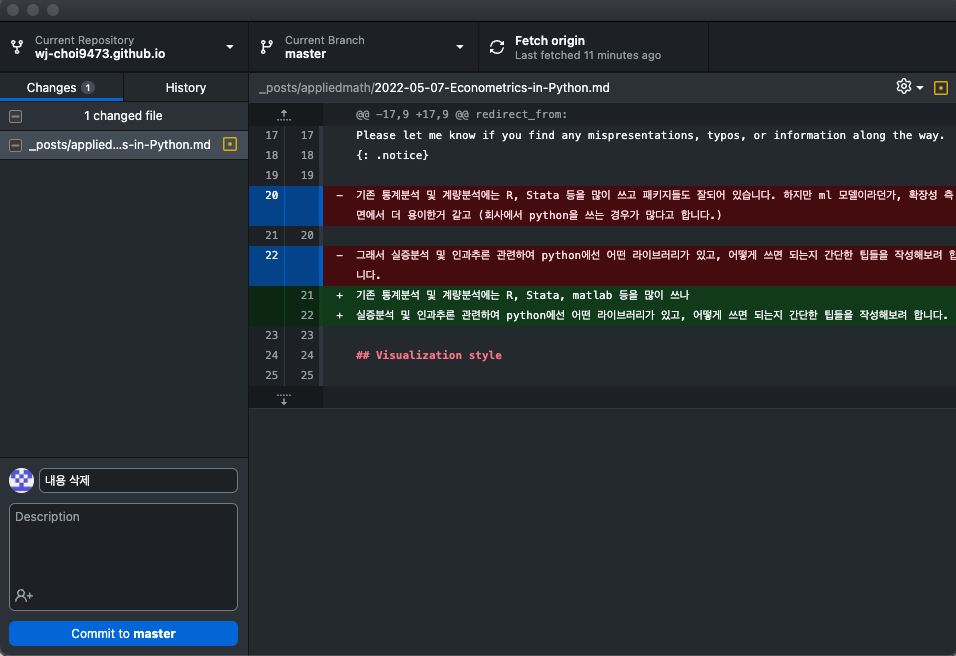 Current Repository
wj-choi9473.github.io
Current Branch
master
Fetch origin
Last fetched 11 minutes ago
Changes 1
History
_posts/appliedmath/2022-05-07-Econometrics-in-Python.md
1 changed file
_posts/applied...s-in-Python.md
@@ -17,9 +17,9 @@ redirect_from:
17 17 Please let me know if you find any mispresentations, typos, or information along the way.
18 18 {: .notice}
19 19
20 - 기존 통계분석 및 계량분석에는 R, Stata 등을 많이 쓰고 패키지들도 잘되어 있습니다. 하지만 ml 모델이라던가, 확장성 측
면에서 더 용이한거 같고 (회사에서 python을 쓰는 경우가 많다고 합니다.)
21 20
22 - 그래서 실증분석 및 인과추론 관련하여 python에선 어떤 라이브러리가 있고, 어떻게 쓰면 되는지 간단한 팁들을 작성해보려 합
니다.
21 + 기존 통계분석 및 계량분석에는 R, Stata, matlab 등을 많이 쓰나
22 + 실증분석 및 인과추론 관련하여 python에선 어떤 라이브러리가 있고, 어떻게 쓰면 되는지 간단한 팁들을 작성해보려 합니다.
23 23
24 24 ## Visualization style
25 25
내용 삭제
Description
Commit to master